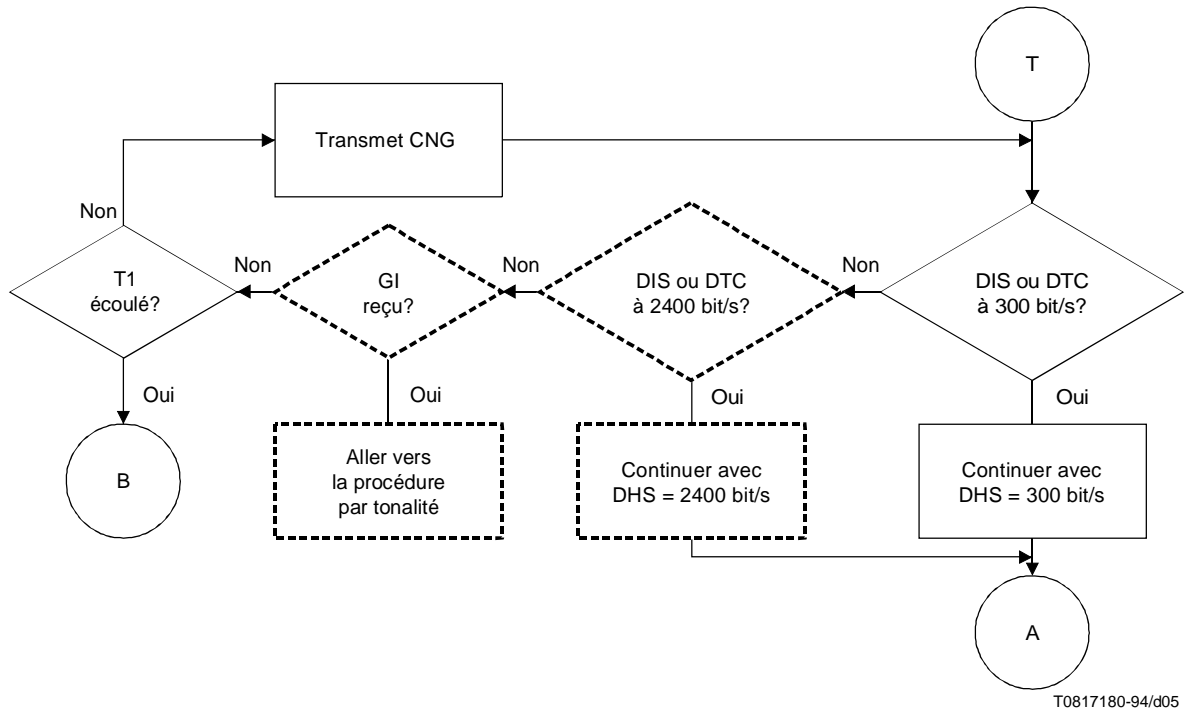 T
Transmet CNG
Non
T1
écoulé?
Non
GI
reçu?
Non
DIS ou DTC
à 2400 bit/s?
Non
DIS ou DTC
à 300 bit/s?
Oui
Oui
Oui
Oui
B
Aller vers
la procédure
par tonalité
Continuer avec
DHS = 2400 bit/s
Continuer avec
DHS = 300 bit/s
A
T0817180-94/d05